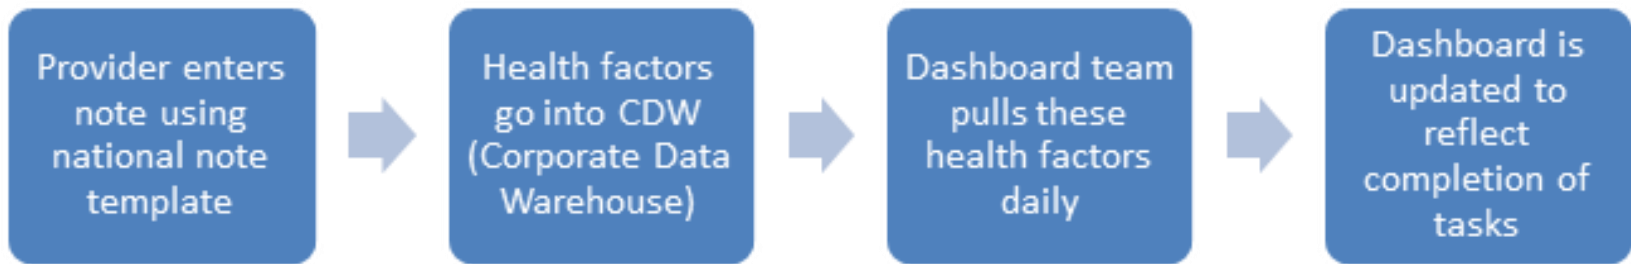 Provider enters
note using
national note
template
Health factors
go into CDW
(Corporate Data
Warehouse)
Dashboard team
pulls these
health factors
daily
Dashboard is
updated to
reflect
completion of
tasks